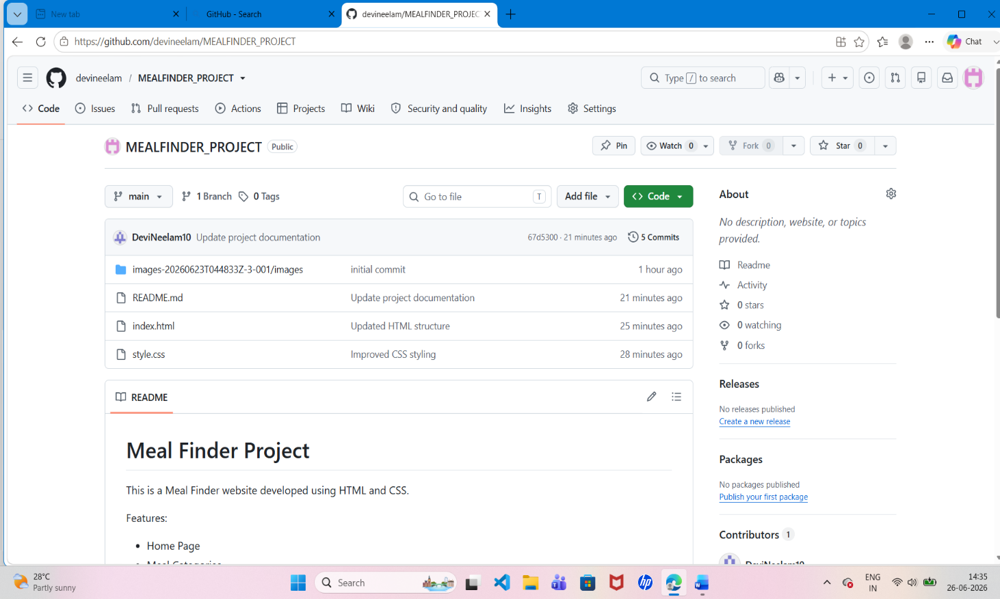 New tab
GitHub - Search
devineelam/MEALFINDER_PROJEC
https://github.com/devineelam/MEALFINDER_PROJECT
Chat
devineelam / MEALFINDER_PROJECT
Type / to search
Code
Issues
Pull requests
Actions
Projects
Wiki
Security and quality
Insights
Settings
MEALFINDER_PROJECT Public
Pin
Watch 0
Fork 0
Star 0
main
1 Branch
0 Tags
Go to file T
Add file
Code
DeviNeelam10 Update project documentation 67d5300 · 21 minutes ago 5 Commits
images-20260623T044833Z-3-001/images initial commit 1 hour ago
README.md Update project documentation 21 minutes ago
index.html Updated HTML structure 25 minutes ago
style.css Improved CSS styling 28 minutes ago
README
Meal Finder Project
This is a Meal Finder website developed using HTML and CSS.
Features:
• Home Page
About
No description, website, or topics
provided.
Readme
Activity
0 stars
0 watching
0 forks
Releases
No releases published
Create a new release
Packages
No packages published
Publish your first package
Contributors 1
DeviNeelam10
28°C
Partly sunny
Search
ENG
IN
14:35
26-06-2026